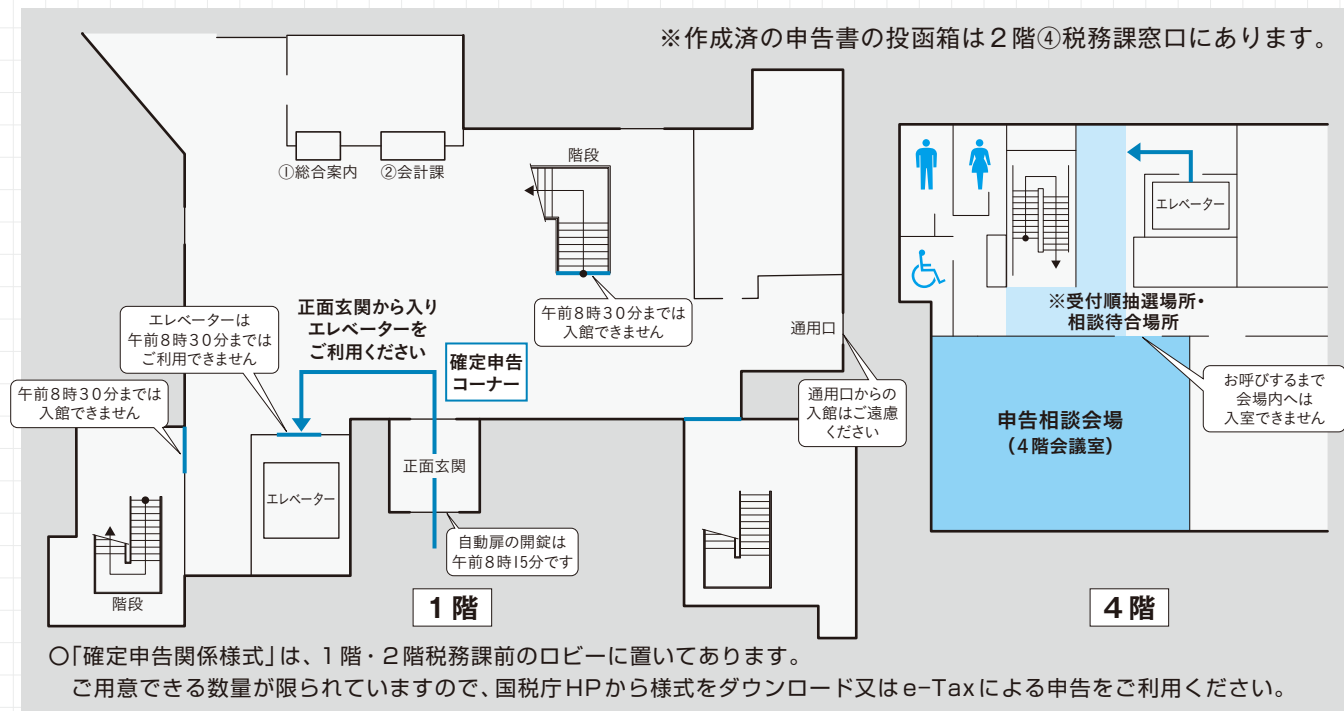 ※作成済の申告書の投函箱は2階④税務課窓口にあります。
①総合案内
②会計課
階段
午前8時30分までは
入館できません
エレベーターは
午前8時30分までは
ご利用できません
正面玄関から入り
エレベーターを
ご利用ください
確定申告
コーナー
通用口
通用口からの
入館はご遠慮
ください
午前8時30分までは
入館できません
エレベーター
正面玄関
自動扉の開錠は
午前8時15分です
階段
1階
エレベーター
※受付順抽選場所・
相談待合場所
お呼びするまで
会場内へは
入室できません
申告相談会場
(4階会議室)
4階
○「確定申告関係様式」は、1階・2階税務課前のロビーに置いてあります。
ご用意できる数量が限られていますので、国税庁HPから様式をダウンロード又はe-Taxによる申告をご利用ください。